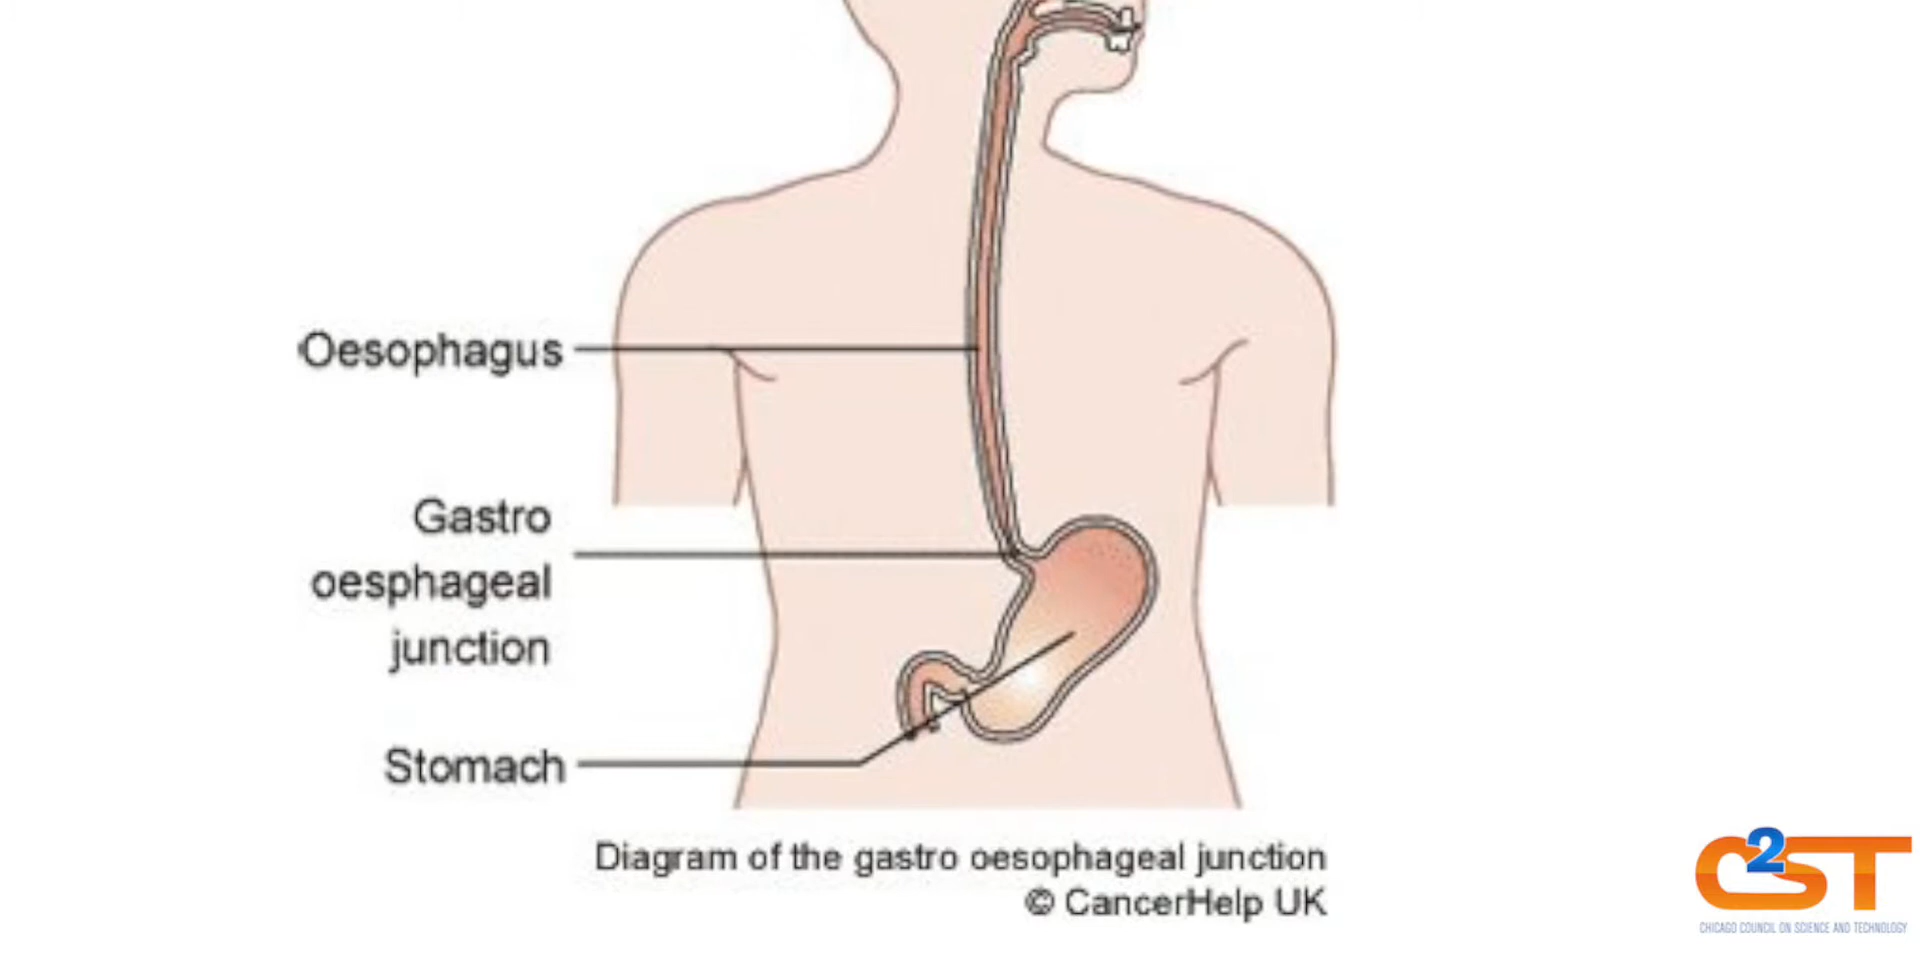 Oesophagus
Gastro
oesphageal
junction
Stomach
Diagram of the gastro oesophageal junction
© CancerHelp UK
C2ST
CHICAGO COUNCIL ON SCIENCE AND TECHNOLOGY